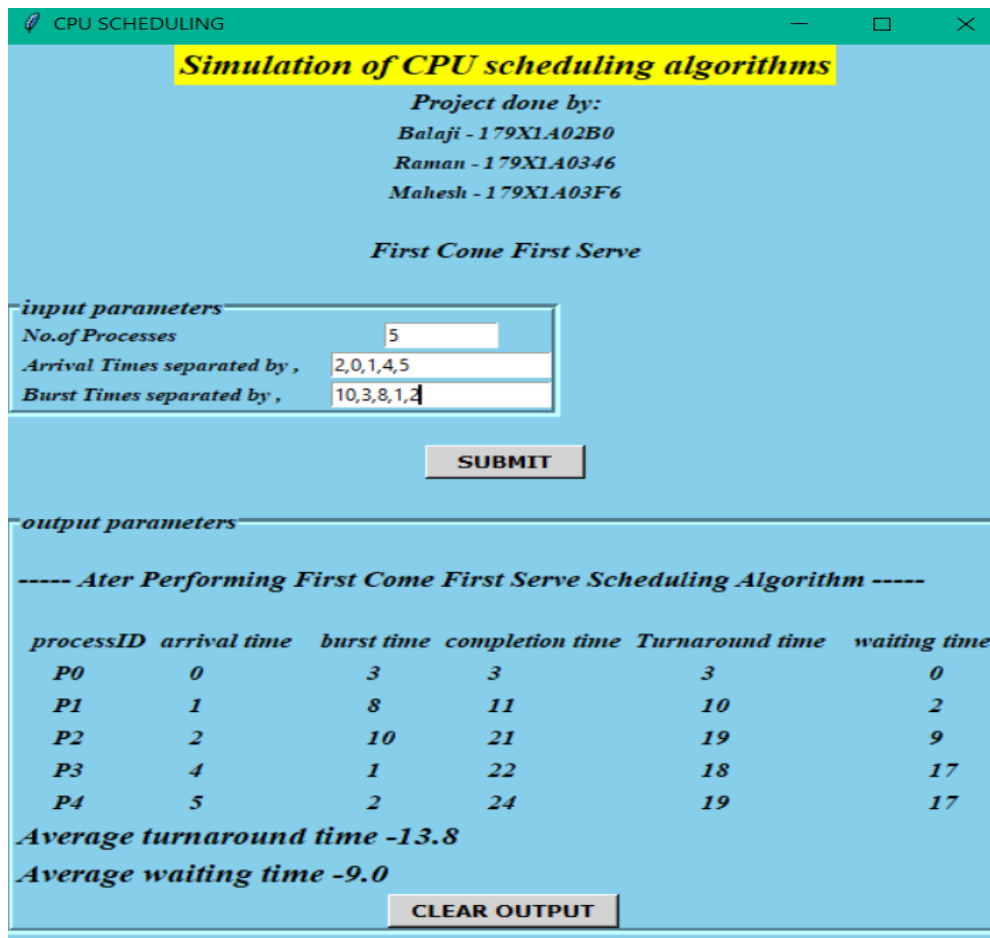 CPU SCHEDULING
Simulation of CPU scheduling algorithms
Project done by:
Balaji - 179X1A02B0
Raman - 179X1A0346
Mahesh - 179X1A03F6
First Come First Serve
input parameters
No.of Processes 5
Arrival Times separated by , 2,0,1,4,5
Burst Times separated by , 10,3,8,1,2
SUBMIT
output parameters
----- Ater Performing First Come First Serve Scheduling Algorithm -----
processID arrival time burst time completion time Turnaround time waiting time
P0 0 3 3 3 0
P1 1 8 11 10 2
P2 2 10 21 19 9
P3 4 1 22 18 17
P4 5 2 24 19 17
Average turnaround time -13.8
Average waiting time -9.0
CLEAR OUTPUT